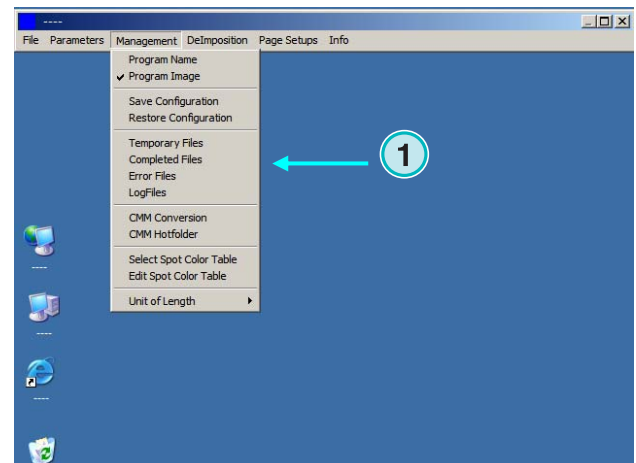 ----
File Parameters Management DeImposition Page Setups Info
Program Name
Program Image
Save Configuration
Restore Configuration
Temporary Files
Completed Files
Error Files
LogFiles
1
CMM Conversion
CMM Hotfolder
Select Spot Color Table
Edit Spot Color Table
Unit of Length
----
----
----